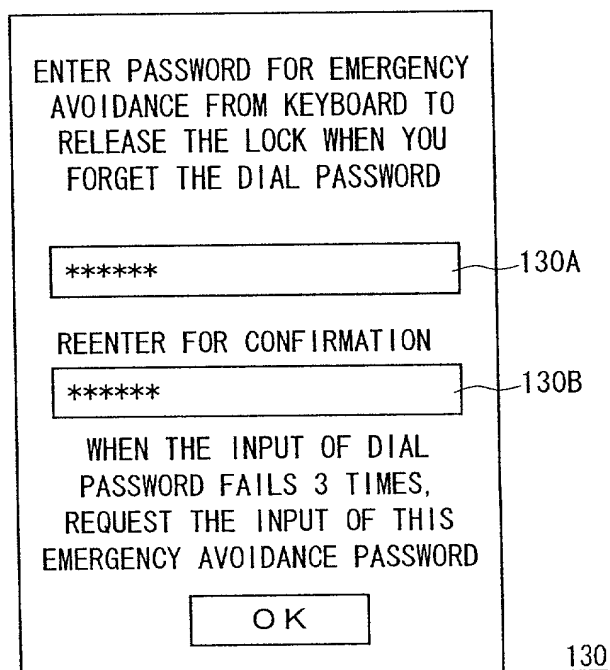 ENTER PASSWORD FOR EMERGENCY
AVOIDANCE FROM KEYBOARD TO
RELEASE THE LOCK WHEN YOU
FORGET THE DIAL PASSWORD
******
130A
REENTER FOR CONFIRMATION
******
130B
WHEN THE INPUT OF DIAL
PASSWORD FAILS 3 TIMES,
REQUEST THE INPUT OF THIS
EMERGENCY AVOIDANCE PASSWORD
OK
130